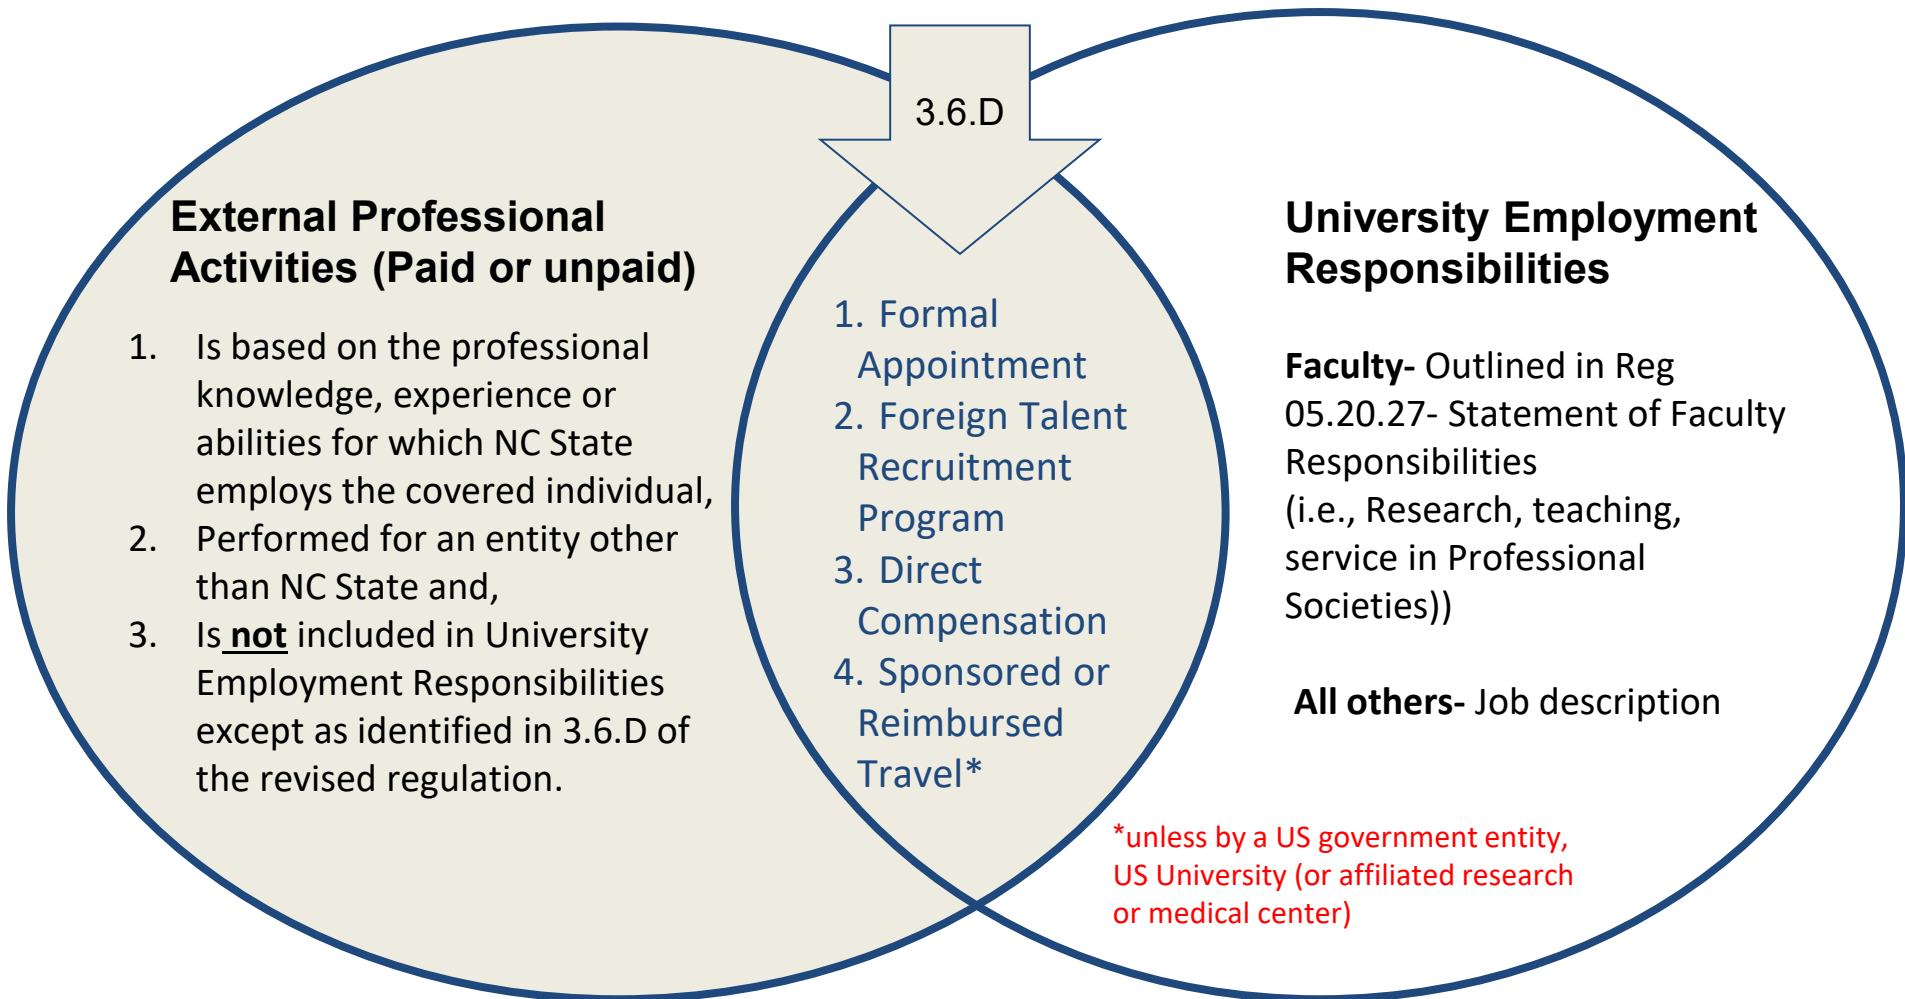 3.6.D
External Professional
Activities (Paid or unpaid)
1. Is based on the professional
knowledge, experience or
abilities for which NC State
employs the covered individual,
2. Performed for an entity other
than NC State and,
3. Is not included in University
Employment Responsibilities
except as identified in 3.6.D of
the revised regulation.
1. Formal
Appointment
2. Foreign Talent
Recruitment
Program
3. Direct
Compensation
4. Sponsored or
Reimbursed
Travel*
University Employment
Responsibilities
Faculty- Outlined in Reg
05.20.27- Statement of Faculty
Responsibilities
(i.e., Research, teaching,
service in Professional
Societies))
All others- Job description
*unless by a US government entity,
US University (or affiliated research
or medical center)